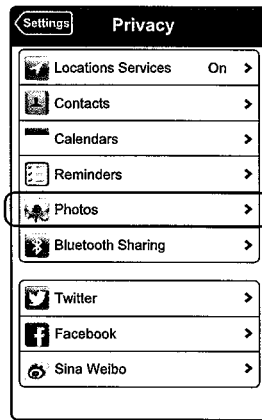 Settings Privacy
Locations Services On >
Contacts >
Calendars >
Reminders >
Photos >
Bluetooth Sharing >
Twitter >
Facebook >
Sina Weibo >